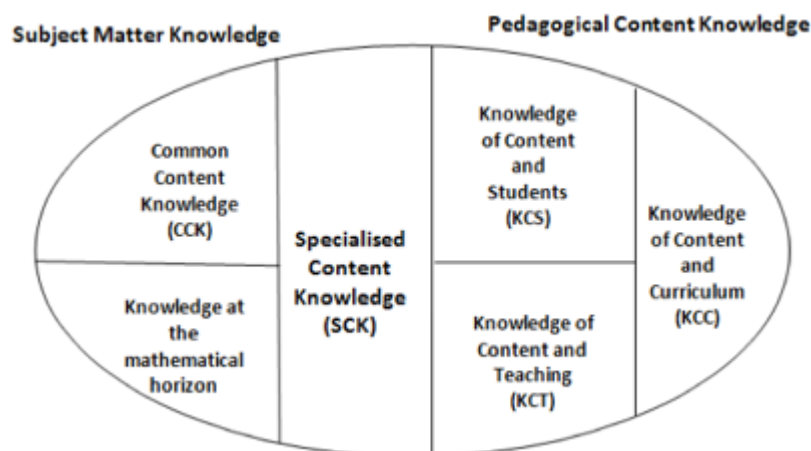 Subject Matter Knowledge
Pedagogical Content Knowledge
Common
Content
Knowledge
(CCK)
Knowledge at
the
mathematical
horizon
Specialised
Content
Knowledge
(SCK)
Knowledge
of Content
and
Students
(KCS)
Knowledge of
Content and
Teaching
(KCT)
Knowledge
of Content
and
Curriculum
(KCC)